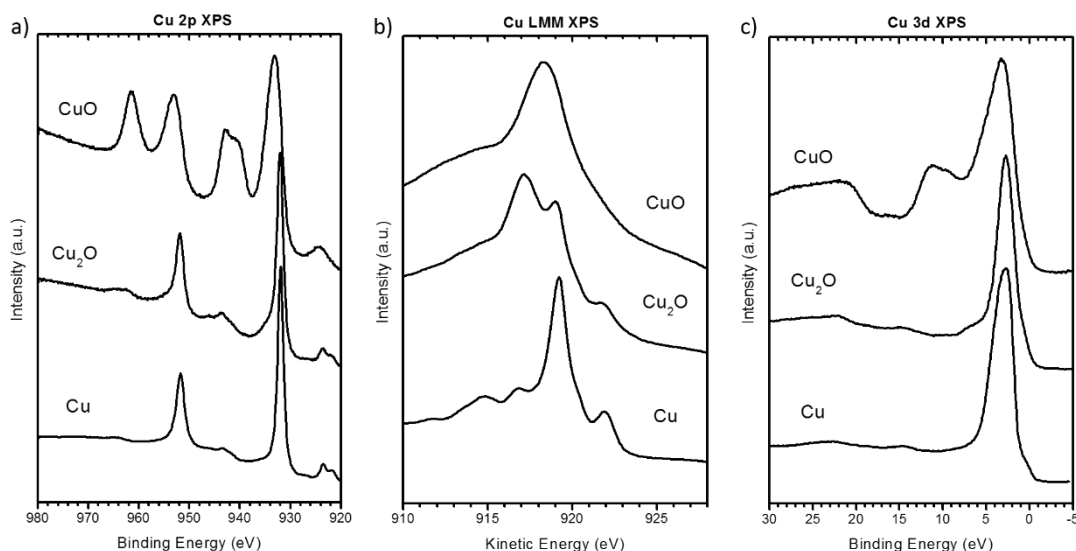 a)
Cu 2p XPS
CuO
Cu₂O
Cu
Intensity (a.u.)
980 970 960 950 940 930 920
Binding Energy (eV)
b)
Cu LMM XPS
CuO
Cu₂O
Cu
Intensity (a.u.)
910 915 920 925
Kinetic Energy (eV)
c)
Cu 3d XPS
CuO
Cu₂O
Cu
Intensity (a.u.)
30 25 20 15 10 5 0 -5
Binding Energy (eV)